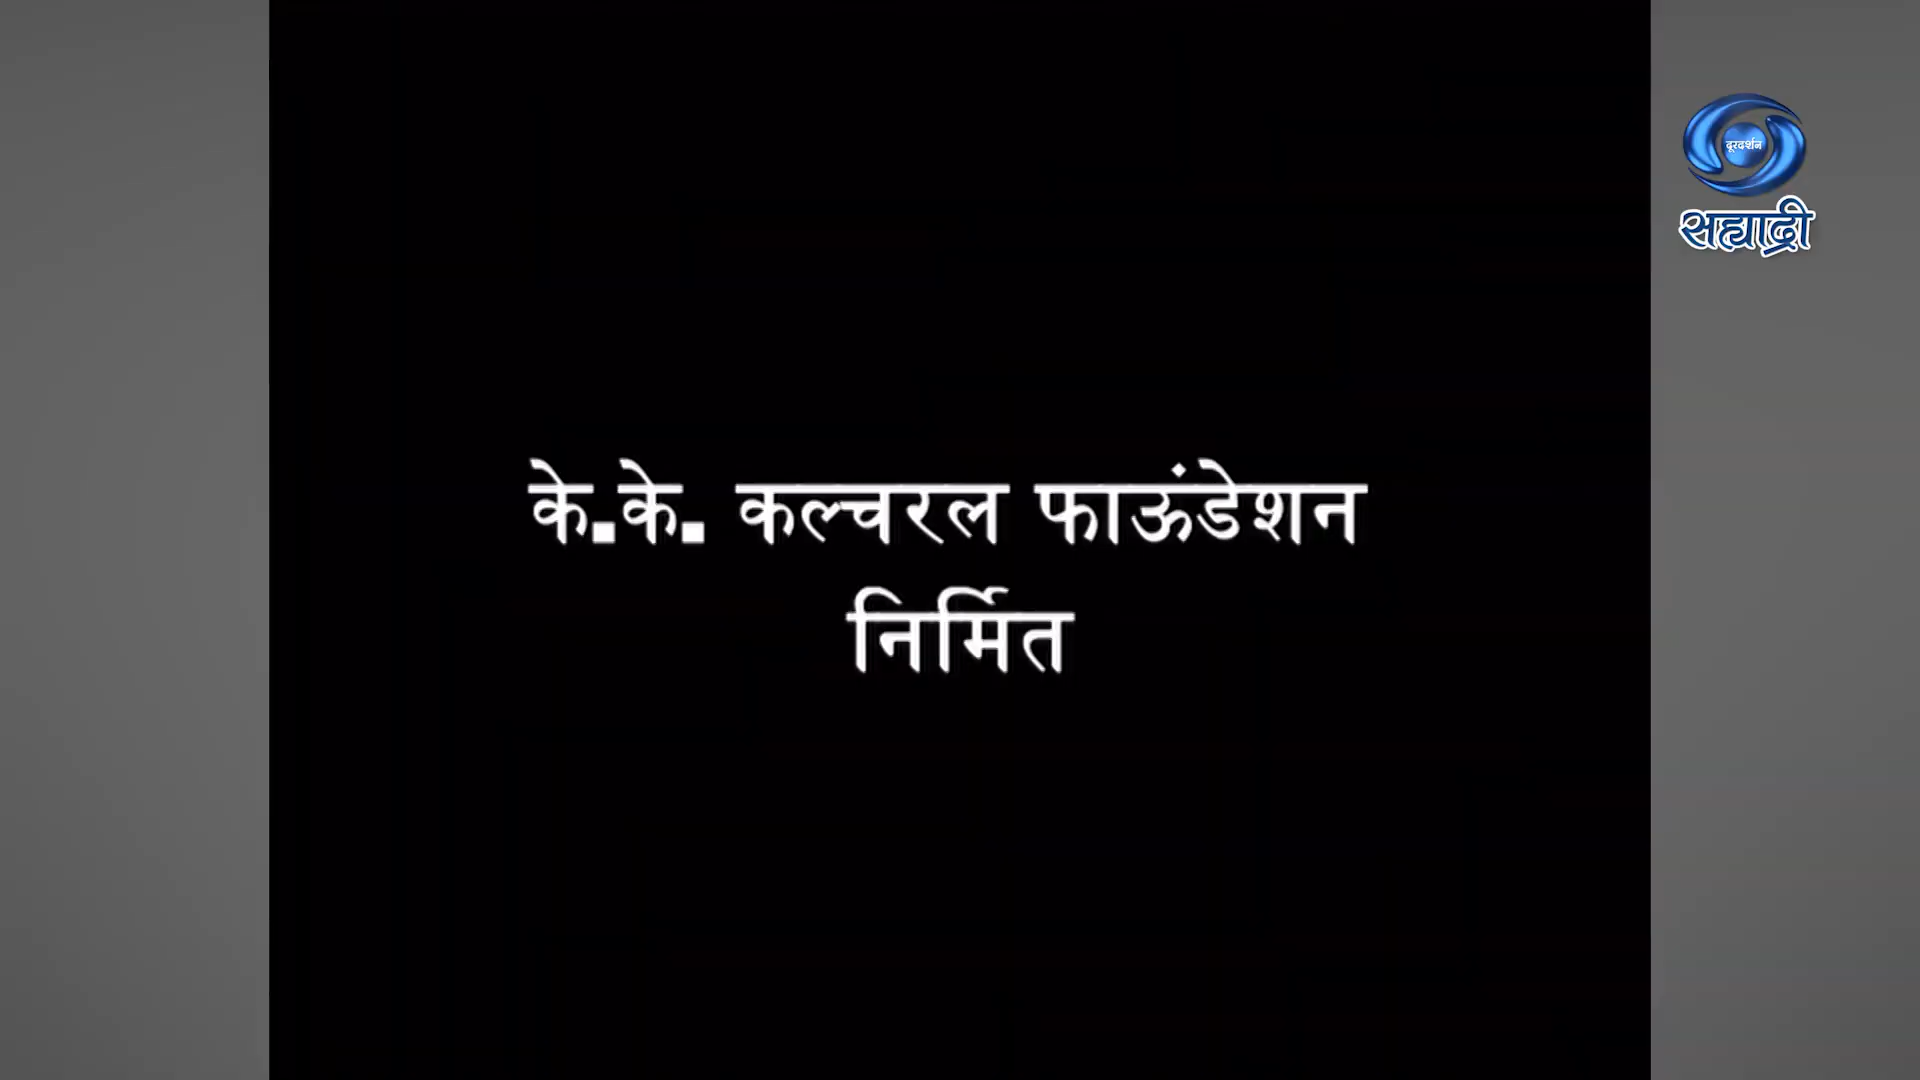 दूरदर्शन
सह्याद्री
के.के. कल्चरल फाऊंडेशन
निर्मित